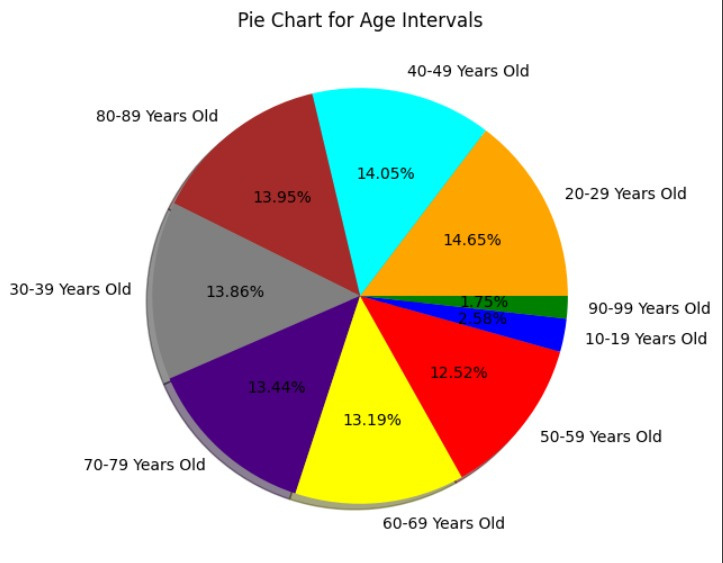 Pie Chart for Age Intervals
40-49 Years Old
80-89 Years Old
14.05%
13.95%
20-29 Years Old
14.65%
30-39 Years Old
13.86%
1.75%
90-99 Years Old
2.58%
10-19 Years Old
12.52%
13.44%
13.19%
50-59 Years Old
70-79 Years Old
60-69 Years Old